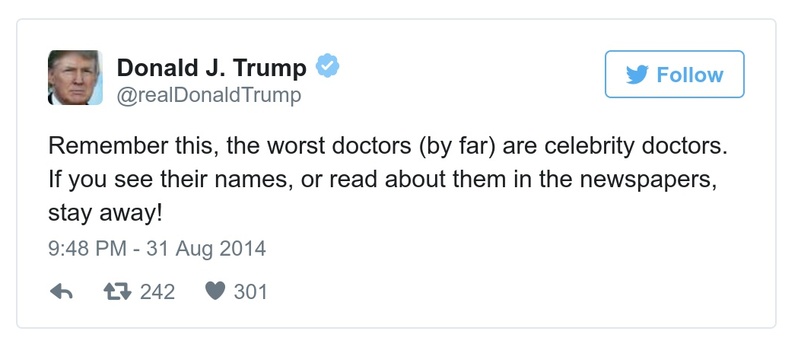 Donald J. Trump
@realDonaldTrump
Follow
Remember this, the worst doctors (by far) are celebrity doctors.
If you see their names, or read about them in the newspapers,
stay away!
9:48 PM - 31 Aug 2014
242 301